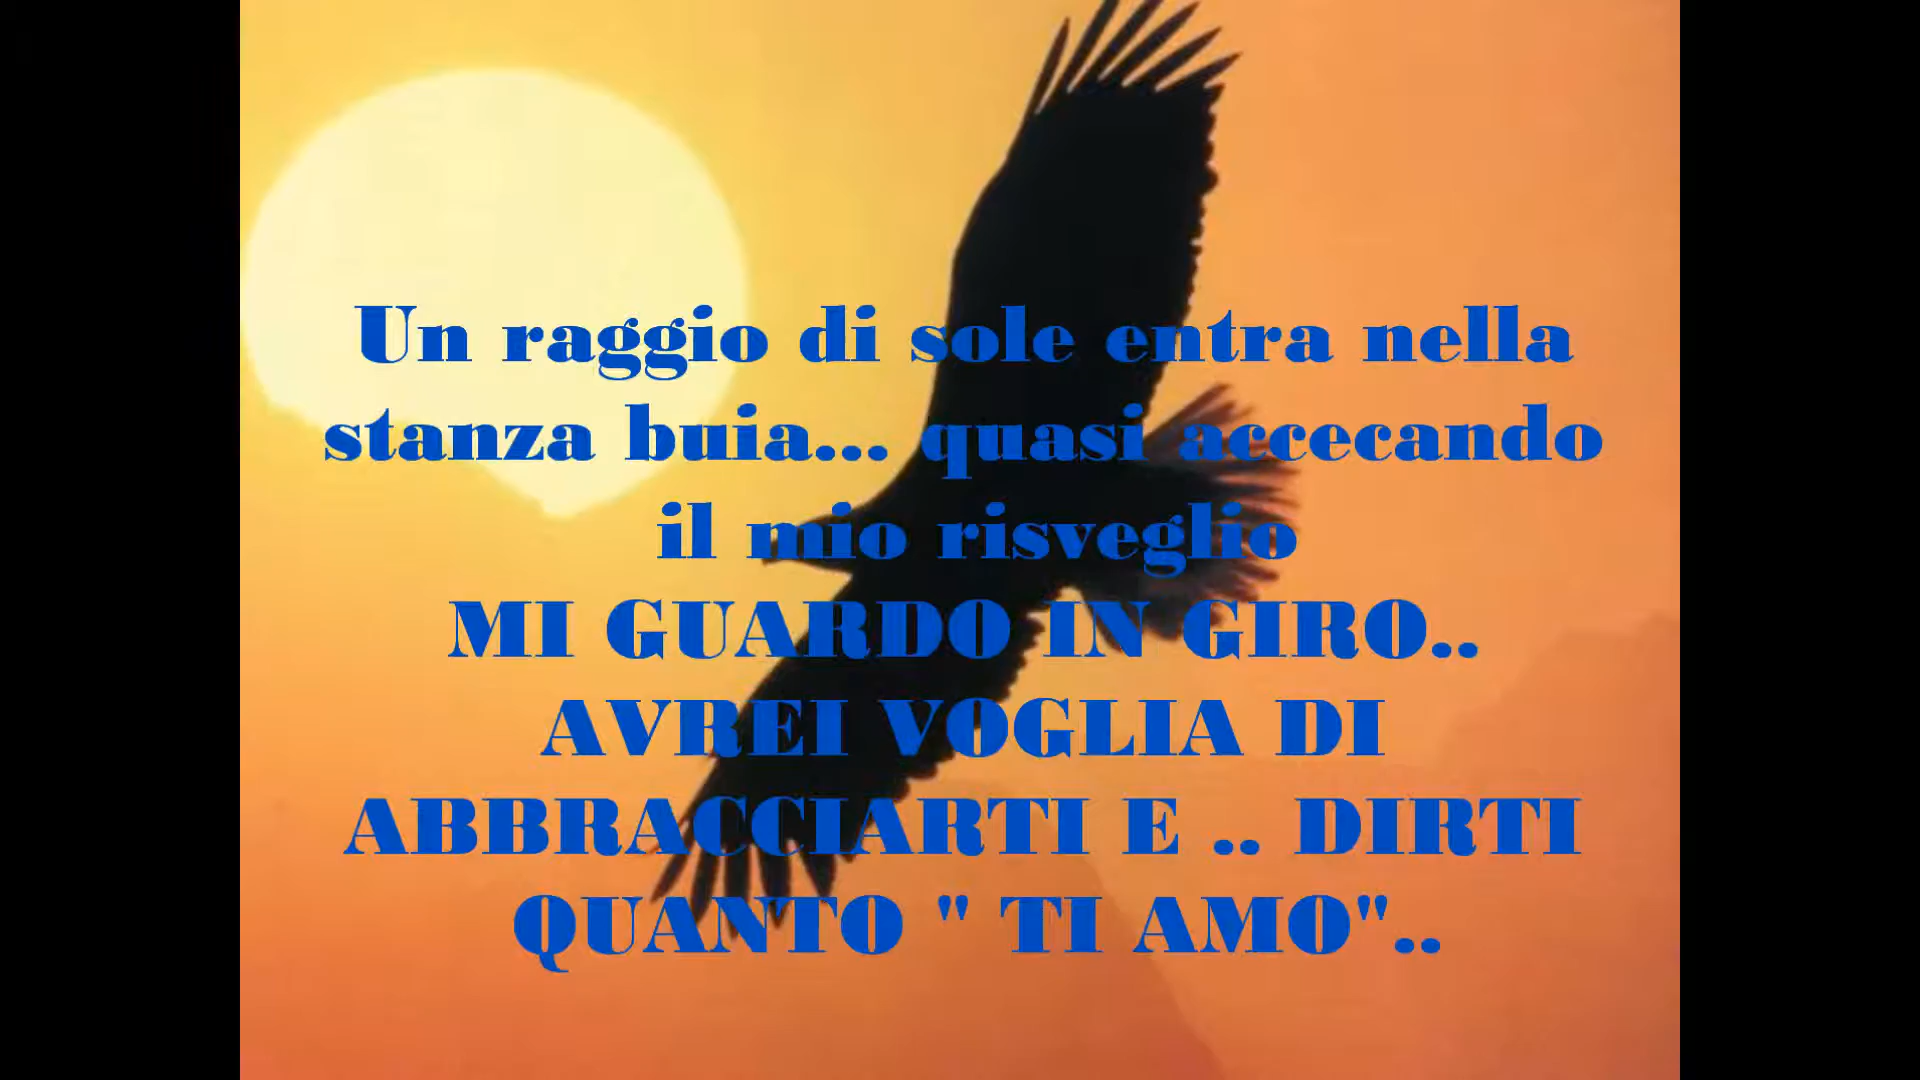 Un raggio di sole entra nella
stanza buia... quasi accecando
il mio risveglio
MI GUARDO IN GIRO..
AVREI VOGLIA DI
ABBRACCIARTI E .. DIRTI
QUANTO " TI AMO"..